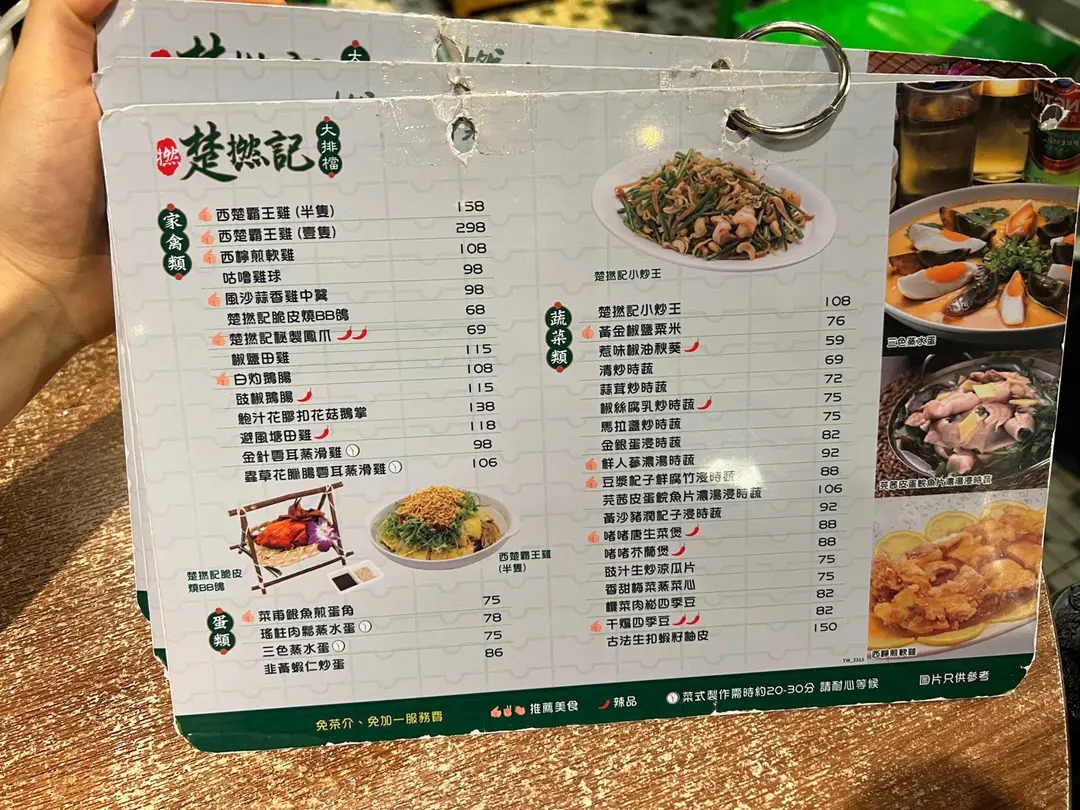 楚撚記 大排檔
撚
家禽類
西楚霸王雞 (半隻) 158
西楚霸王雞 (壹隻) 298
西檸煎軟雞 108
咕嚕雞球 98
風沙蒜香雞中翼 98
楚撚記脆皮燒BB鴿 68
楚撚記秘製鳳爪 69
椒鹽田雞 115
白灼鵝腸 108
豉椒鵝腸 115
鮑汁花膠扣花菇鵝掌 138
避風塘田雞 118
金針雲耳蒸滑雞 98
蟲草花臘腸雲耳蒸滑雞 106
楚撚記脆皮
燒BB鴿
西楚霸王雞
(半隻)
蛋類
菜甫銀魚煎蛋角 75
瑤柱肉鬆蒸水蛋 78
三色蒸水蛋 75
韭黃蝦仁炒蛋 86
楚撚記小炒王
蔬菜類
楚撚記小炒王 108
黃金椒鹽粟米 76
惹味椒油秋葵 59
清炒時蔬 69
蒜茸炒時蔬 72
椒絲腐乳炒時蔬 75
馬拉盞炒時蔬 75
金銀蛋浸時蔬 82
鮮人蔘濃湯時蔬 92
豆漿杞子鮮腐竹浸時蔬 88
芫茜皮蛋鯇魚片濃湯浸時蔬 106
黃沙豬潤杞子浸時蔬 92
啫啫唐生菜煲 88
啫啫芥蘭煲 88
豉汁生炒涼瓜片 75
香甜梅菜蒸菜心 75
欖菜肉崧四季豆 82
干煸四季豆 82
古法生扣蝦籽柚皮 150
三色蒸水蛋
芫茜皮蛋鯇魚片濃湯浸時蔬
西檸煎軟雞
TW_2311
免茶介、免加一服務費
推薦美食
辣品
菜式製作需時約20-30分 請耐心等候
圖片只供參考